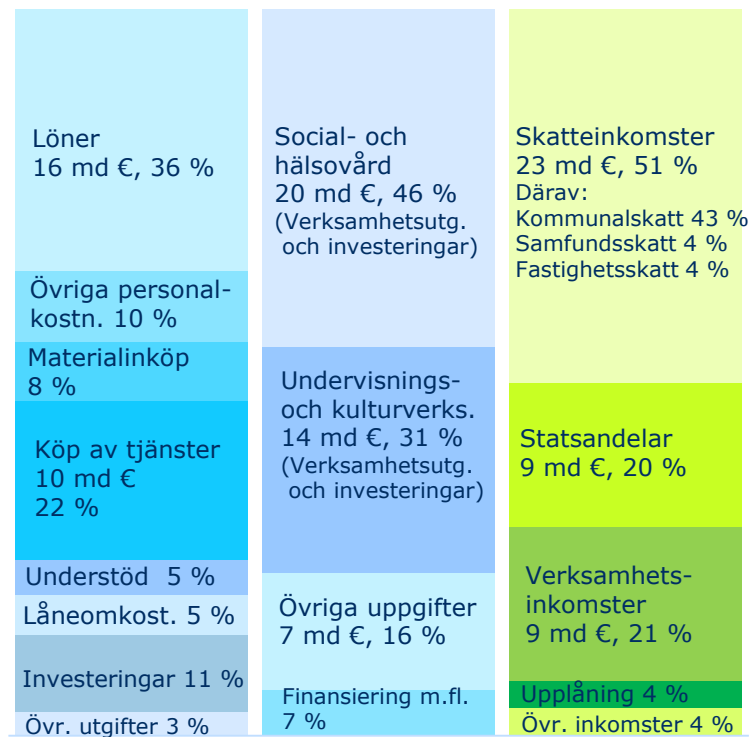 Löner
16 md €, 36 %
Övriga personal-
kostn. 10 %
Materialinköp
8 %
Köp av tjänster
10 md €
22 %
Understöd 5 %
Låneomkost. 5 %
Investeringar 11 %
Övr. utgifter 3 %
Social- och
hälsovård
20 md €, 46 %
(Verksamhetsutg.
och investeringar)
Undervisnings-
och kulturverks.
14 md €, 31 %
(Verksamhetsutg.
och investeringar)
Övriga uppgifter
7 md €, 16 %
Finansiering m.fl.
7 %
Skatteinkomster
23 md €, 51 %
Därav:
Kommunalskatt 43 %
Samfundsskatt 4 %
Fastighetsskatt 4 %
Statsandelar
9 md €, 20 %
Verksamhets-
inkomster
9 md €, 21 %
Upplåning 4 %
Övr. inkomster 4 %